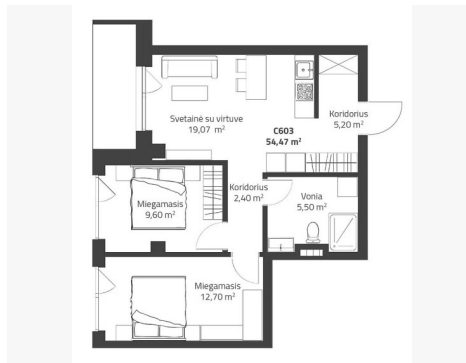 Svetainė su virtuve
19,07 m²
C603
54,47 m²
Koridorius
5,20 m²
Miegamasis
9,60 m²
Koridorius
2,40 m²
Vonia
5,50 m²
Miegamasis
12,70 m²